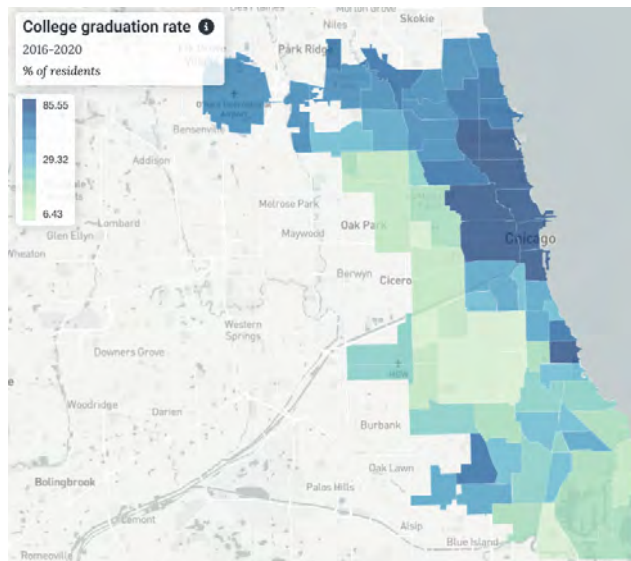 College graduation rate
2016-2020
% of residents
85.55
29.32
6.43
Skokie
Niles
Park Ridge
Bensenville
Addison
Melrose Park
Lombard
Oak Park
Glen Ellyn
Maywood
Chicago
Wheaton
Berwyn
Cicero
Western
Springs
Downers Grove
Woodridge
Darien
Burbank
Oak Lawn
Bolingbrook
Palos Hills
Lemont
Alsip
Blue Island
Romeoville